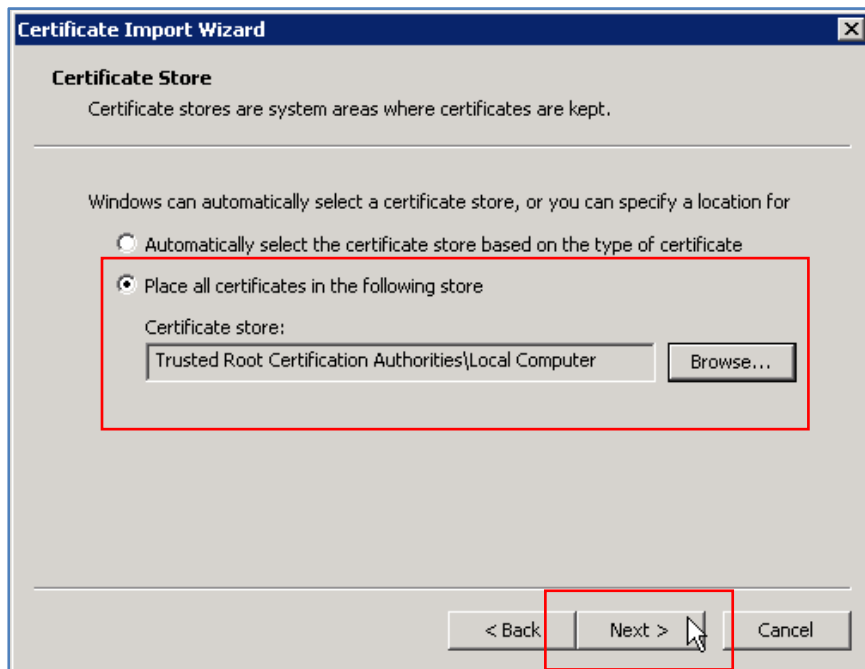 Certificate Import Wizard
Certificate Store
Certificate stores are system areas where certificates are kept.
Windows can automatically select a certificate store, or you can specify a location for
Automatically select the certificate store based on the type of certificate
Place all certificates in the following store
Certificate store:
Trusted Root Certification Authorities\Local Computer
Browse...
< Back
Next >
Cancel